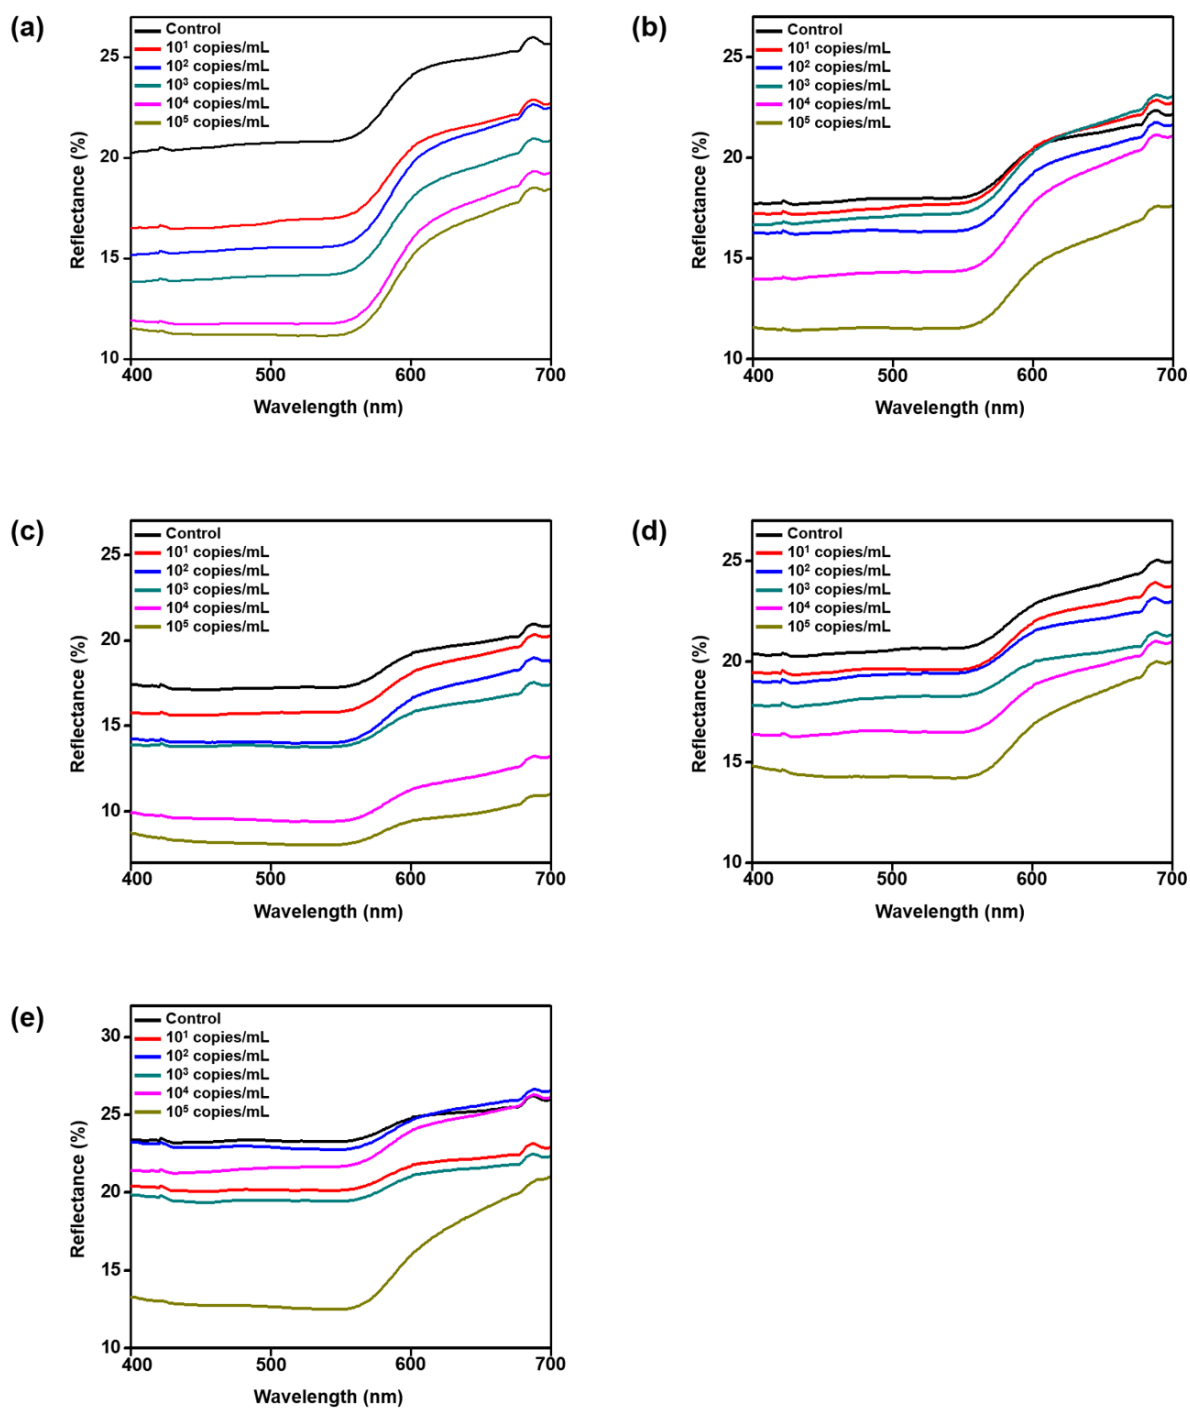 (a)
Control
10¹ copies/mL
10² copies/mL
10³ copies/mL
10⁴ copies/mL
10⁵ copies/mL
25
20
15
10
Reflectance (%)
400 500 600 700
Wavelength (nm)
(b)
Control
10¹ copies/mL
10² copies/mL
10³ copies/mL
10⁴ copies/mL
10⁵ copies/mL
25
20
15
10
Reflectance (%)
400 500 600 700
Wavelength (nm)
(c)
Control
10¹ copies/mL
10² copies/mL
10³ copies/mL
10⁴ copies/mL
10⁵ copies/mL
25
20
15
10
Reflectance (%)
400 500 600 700
Wavelength (nm)
(d)
Control
10¹ copies/mL
10² copies/mL
10³ copies/mL
10⁴ copies/mL
10⁵ copies/mL
25
20
15
10
Reflectance (%)
400 500 600 700
Wavelength (nm)
(e)
Control
10¹ copies/mL
10² copies/mL
10³ copies/mL
10⁴ copies/mL
10⁵ copies/mL
30
25
20
15
10
Reflectance (%)
400 500 600 700
Wavelength (nm)